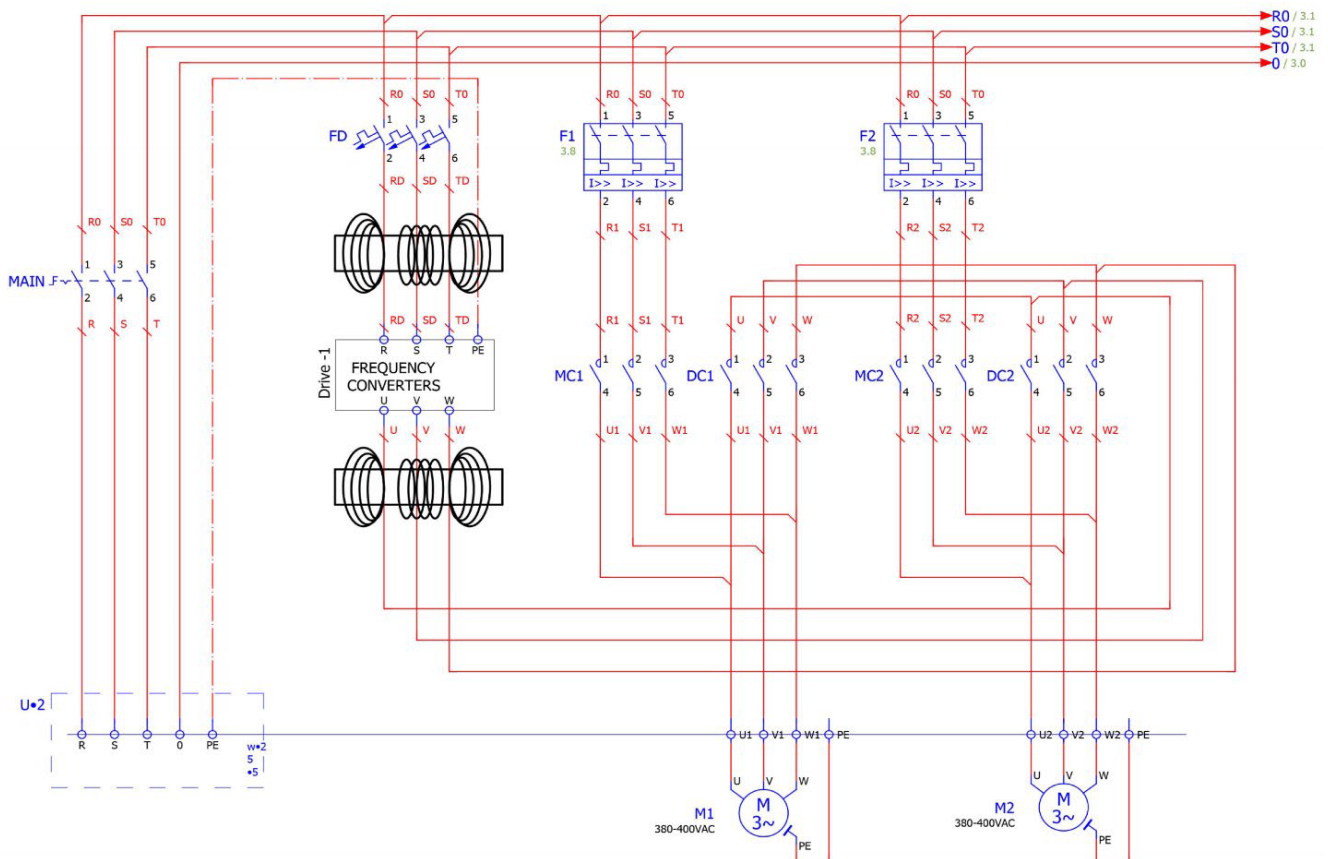 R0 / 3.1
S0 / 3.1
T0 / 3.1
0 / 3.0
R0 S0 T0
1 3 5
FD
2 4 6
RD SD TD
R0 S0 T0
1 3 5
F1
3.8
I>> I>> I>>
2 4 6
R1 S1 T1
R0 S0 T0
1 3 5
F2
3.8
I>> I>> I>>
2 4 6
R2 S2 T2
R0 S0 T0
1 3 5
MAIN
2 4 6
R S T
RD SD TD
R S T PE
Drive -1
FREQUENCY
CONVERTERS
U V W
U V W
R1 S1 T1
1 2 3
MC1
4 5 6
U1 V1 W1
U V W
1 2 3
DC1
4 5 6
U1 V1 W1
R2 S2 T2
1 2 3
MC2
4 5 6
U2 V2 W2
U V W
1 2 3
DC2
4 5 6
U2 V2 W2
U•2
R S T 0 PE
w•2
5
•5
U1 V1 W1 PE
U V W
M1
380-400VAC
M
3~
PE
U2 V2 W2 PE
U V W
M2
380-400VAC
M
3~
PE